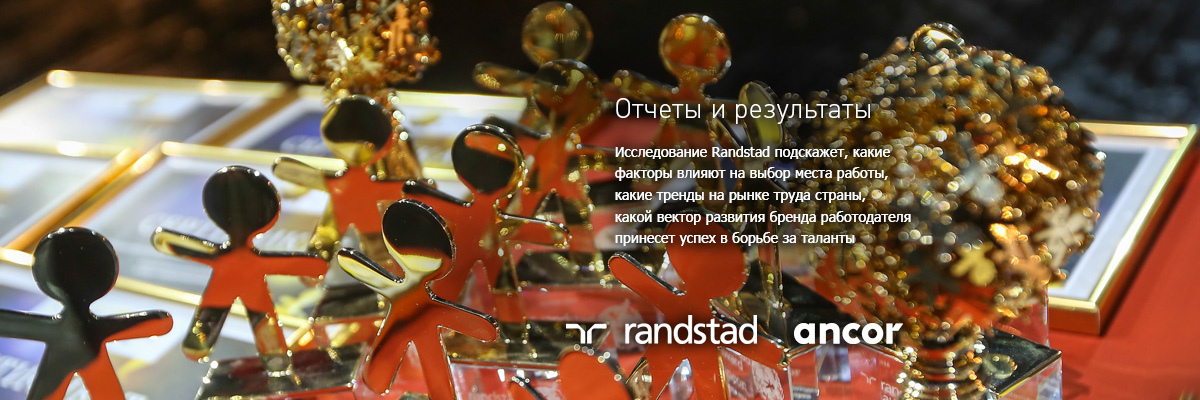 Отчеты и результаты
Исследование Randstad подскажет, какие
факторы влияют на выбор места работы,
какие тренды на рынке труда страны,
какой вектор развития бренда работодателя
принесет успех в борьбе за таланты
randstad ancor